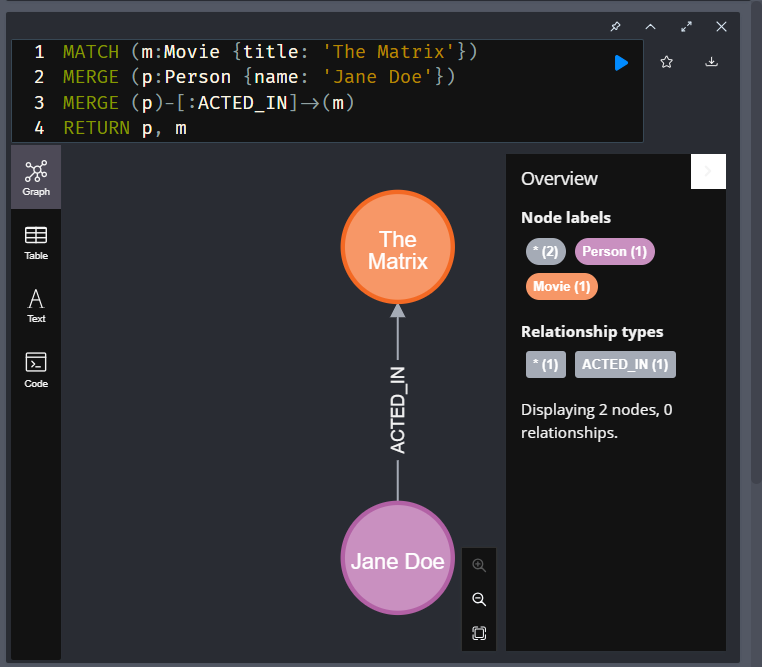 1 MATCH (m:Movie {title: 'The Matrix'})
2 MERGE (p:Person {name: 'Jane Doe'})
3 MERGE (p)-[:ACTED_IN]->(m)
4 RETURN p, m
Graph
Table
Text
Code
The
Matrix
ACTED_IN
Jane Doe
Overview
Node labels
* (2) Person (1)
Movie (1)
Relationship types
* (1) ACTED_IN (1)
Displaying 2 nodes, 0
relationships.